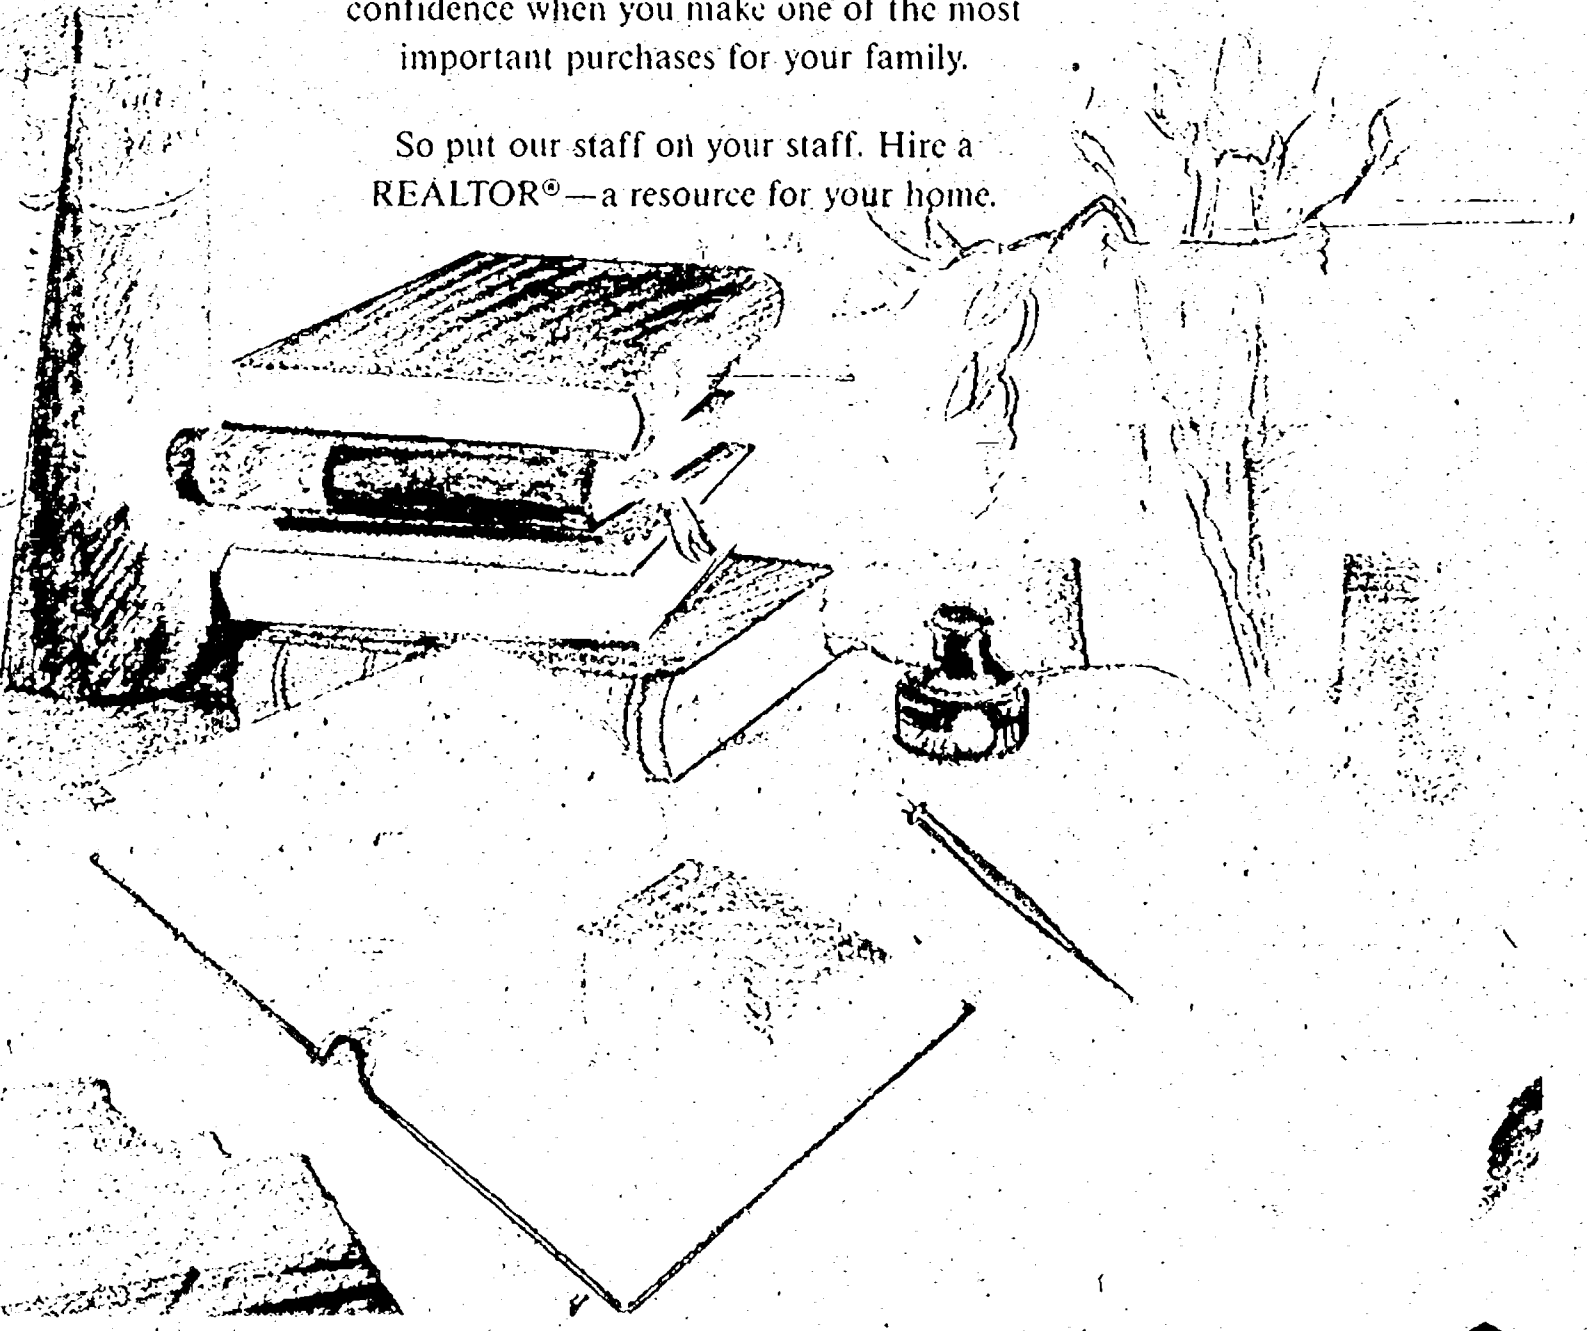 confidence when you make one of the most
important purchases for your family.
So put our staff on your staff. Hire a
REALTOR®—a resource for your home.